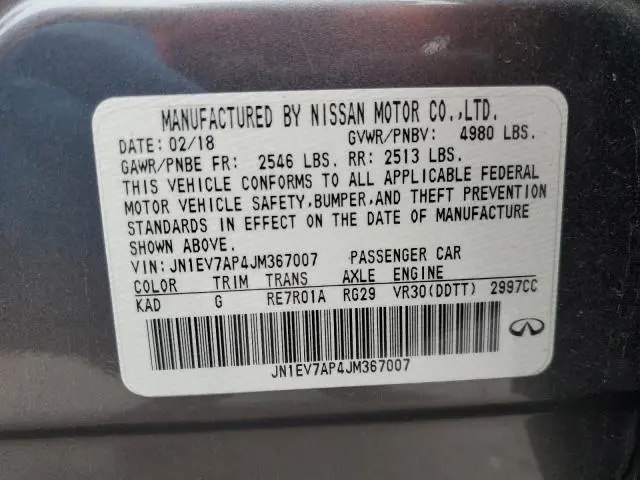 MANUFACTURED BY NISSAN MOTOR CO.,LTD.
DATE: 02/18 GVWR/PNBV: 4980 LBS.
GAWR/PNBE FR: 2546 LBS. RR: 2513 LBS.
THIS VEHICLE CONFORMS TO ALL APPLICABLE FEDERAL
MOTOR VEHICLE SAFETY,BUMPER,AND THEFT PREVENTION
STANDARDS IN EFFECT ON THE DATE OF MANUFACTURE
SHOWN ABOVE.
VIN: JN1EV7AP4JM367007 PASSENGER CAR
COLOR TRIM TRANS AXLE ENGINE
KAD G RE7R01A RG29 VR30(DDTT) 2997CC
JN1EV7AP4JM367007